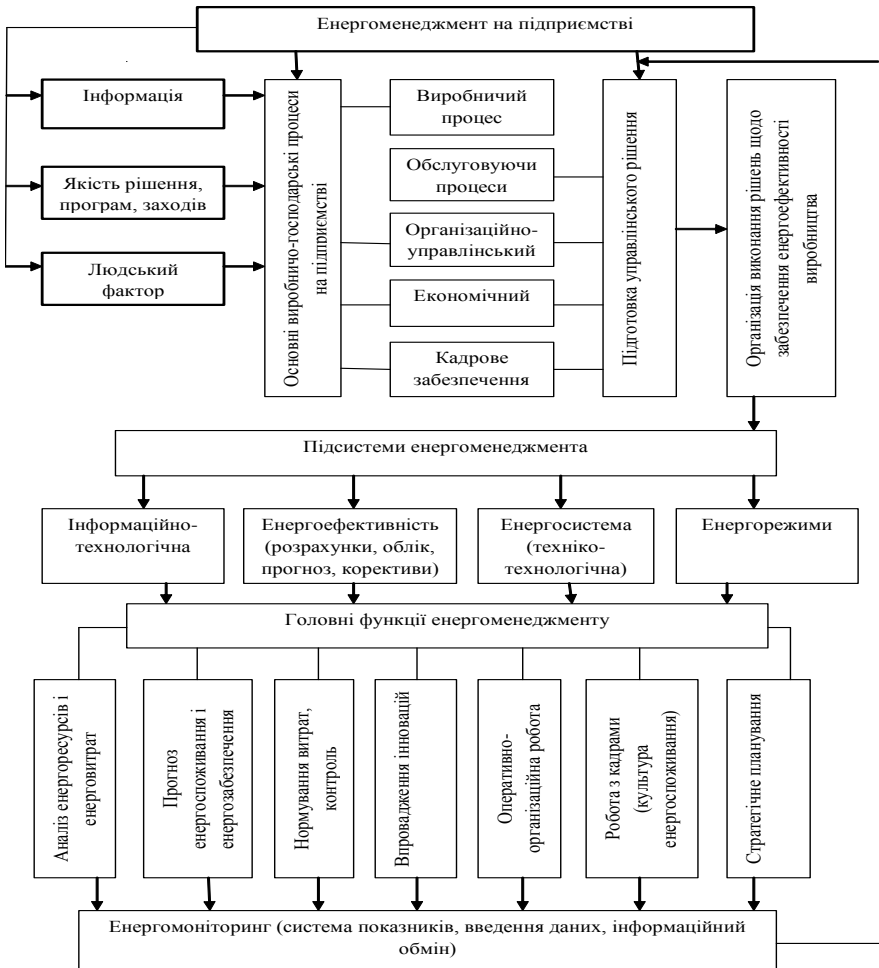 Енергоменеджмент на підприємстві
Інформація
Якість рішення,
програм, заходів
Людський
фактор
Основні виробничо-господарські процеси
на підприємстві
Виробничий
процес
Обслуговуючи
процеси
Організаційно-
управлінський
Економічний
Кадрове
забезпечення
Підготовка управлінського рішення
Організація виконання рішень щодо
забезпечення енергоефективності
виробництва
Підсистеми енергоменеджмента
Інформаційно-
технологічна
Енергоефективність
(розрахунки, облік,
прогноз, корективи)
Енергосистема
(техніко-
технологічна)
Енергорежими
Головні функції енергоменеджменту
Аналіз енергоресурсів і
енерговитрат
Прогноз
енергоспоживання і
енергозабезпечення
Нормування витрат,
контроль
Впровадження інновацій
Оперативно-
організаційна робота
Робота з кадрами
(культура
енергоспоживання)
Стратегічне планування
Енергомоніторинг (система показників, введення даних, інформаційний
обмін)